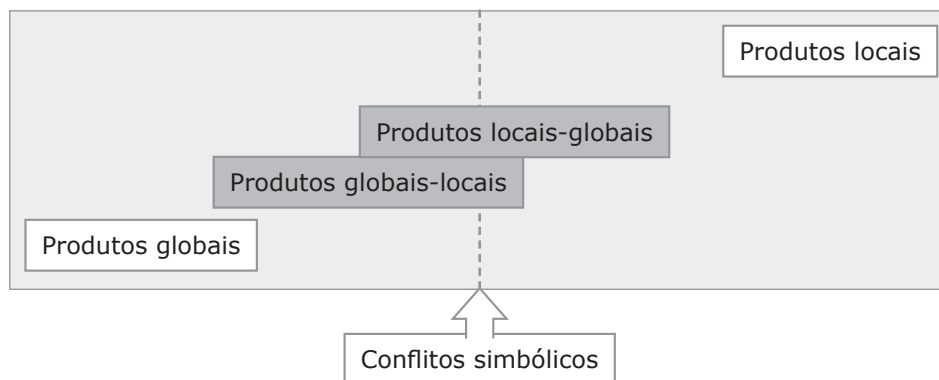 Produtos locais
Produtos locais-globais
Produtos globais-locais
Produtos globais
Conflitos simbólicos